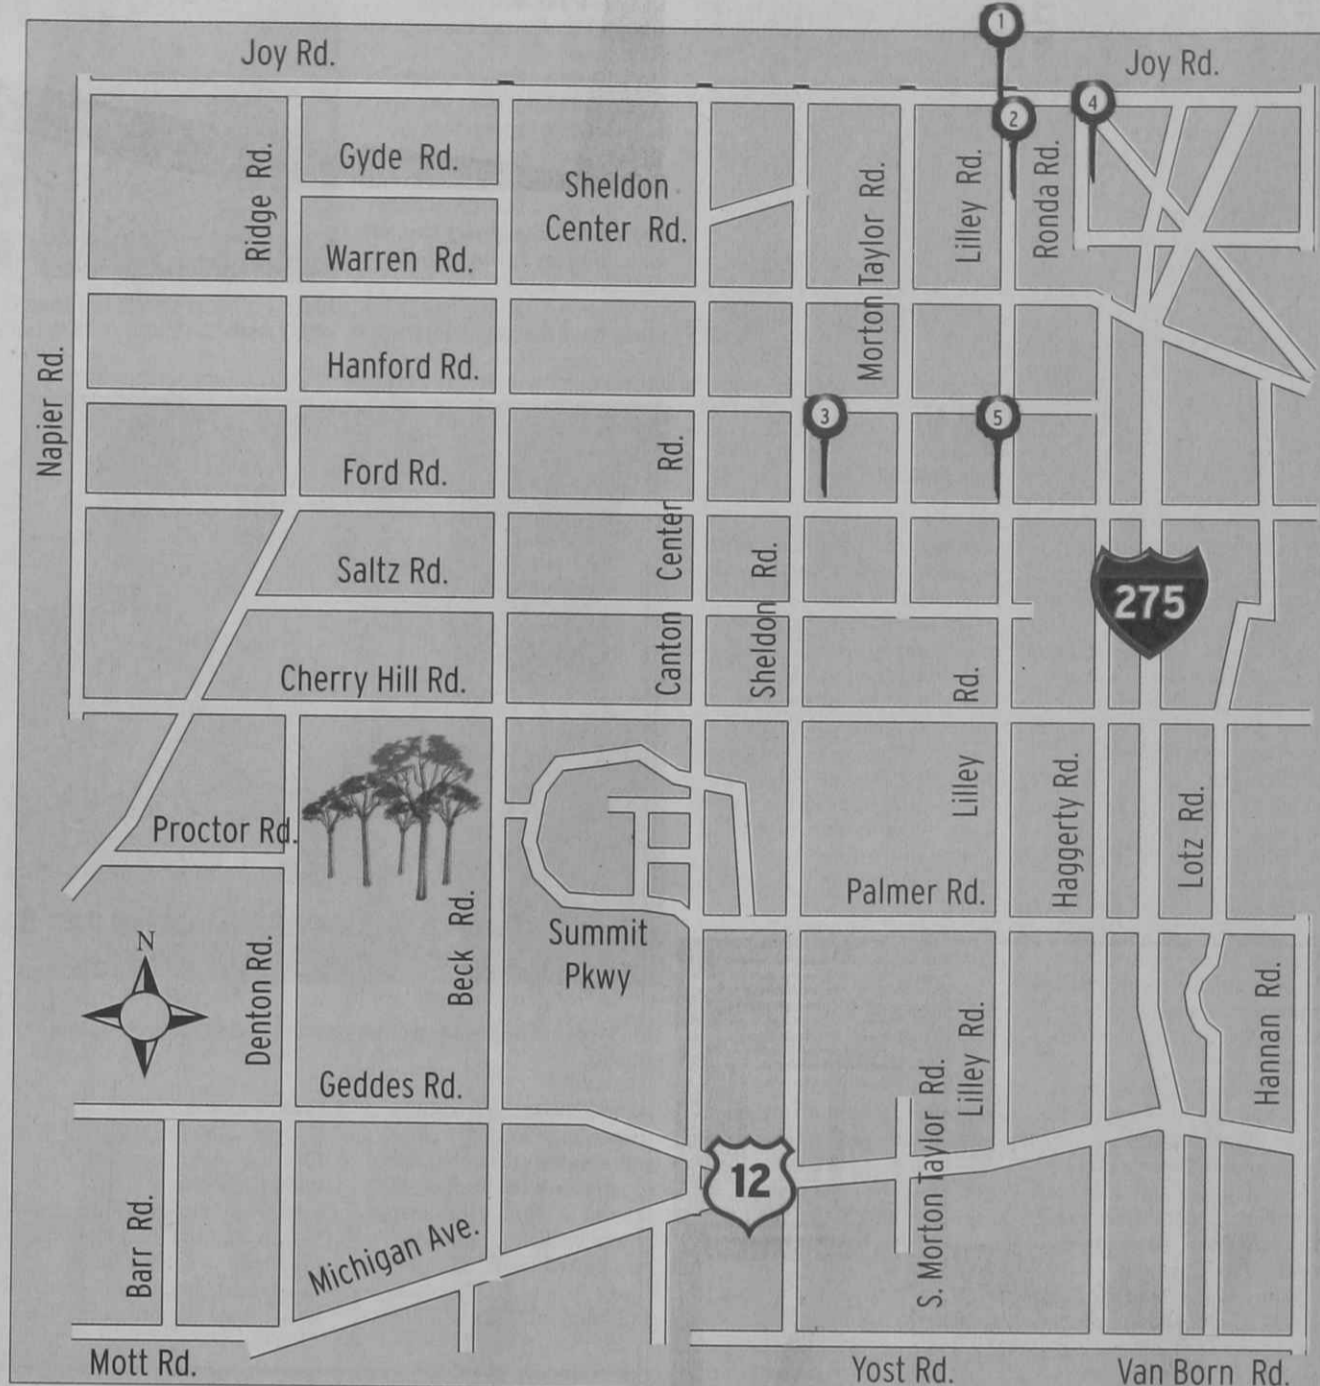 1
Joy Rd.
Joy Rd.
4
2
Gyde Rd.
Ridge Rd.
Sheldon
Center Rd.
Morton Taylor Rd.
Lilley Rd.
Ronda Rd.
Warren Rd.
Hanford Rd.
Napier Rd.
3
5
Ford Rd.
Canton Center Rd.
Sheldon Rd.
Saltz Rd.
275
Cherry Hill Rd.
Lilley Rd.
Haggerty Rd.
Lotz Rd.
Proctor Rd.
Palmer Rd.
Beck Rd.
Summit
Pkwy
N
Denton Rd.
Hannan Rd.
Lilley Rd.
S. Morton Taylor Rd.
Geddes Rd.
12
Barr Rd.
Michigan Ave.
Mott Rd.
Yost Rd.
Van Born Rd.